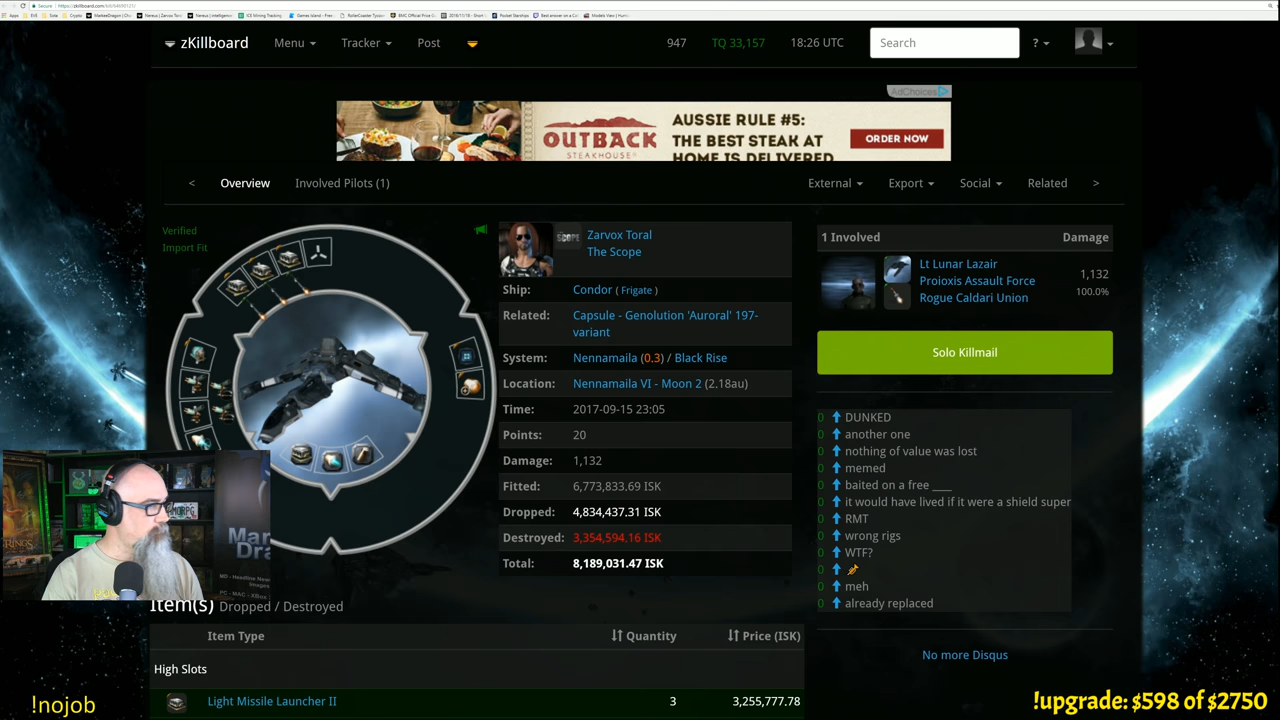 Secure
https://zkillboard.com/kill/64690121/
Apps
zKillboard
Menu
Tracker
Post
947
TQ 33,157
18:26 UTC
Search
?
AdChoices
OUTBACK
STEAKHOUSE
AUSSIE RULE #5:
THE BEST STEAK AT
HOME IS DELIVERED
ORDER NOW
<
Overview
Involved Pilots (1)
External
Export
Social
Related
>
Verified
Import Fit
Zarvox Toral
The Scope
Ship: Condor ( Frigate )
Related: Capsule - Genolution 'Auroral' 197-
variant
System: Nennamaila (0.3) / Black Rise
Location: Nennamaila VI - Moon 2 (2.18au)
Time: 2017-09-15 23:05
Points: 20
Damage: 1,132
Fitted: 6,773,833.69 ISK
Dropped: 4,834,437.31 ISK
Destroyed: 3,354,594.16 ISK
Total: 8,189,031.47 ISK
1 Involved Damage
Lt Lunar Lazair
Proioxis Assault Force
Rogue Caldari Union
1,132
100.0%
Solo Killmail
0 DUNKED
0 another one
0 nothing of value was lost
0 memed
0 baited on a free ____
0 it would have lived if it were a shield super
0 RMT
0 wrong rigs
0 WTF?
0
0 meh
0 already replaced
No more Disqus
Item(s) Dropped / Destroyed
Item Type Quantity Price (ISK)
High Slots
Light Missile Launcher II 3 3,255,777.78
!nojob
!upgrade: $598 of $2750